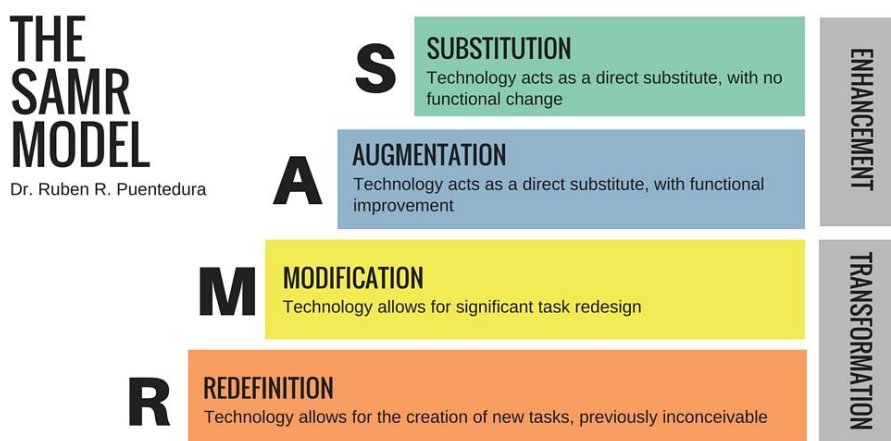 THE
SAMR
MODEL
Dr. Ruben R. Puentedura
S
SUBSTITUTION
Technology acts as a direct substitute, with no
functional change
A
AUGMENTATION
Technology acts as a direct substitute, with functional
improvement
ENHANCEMENT
M
MODIFICATION
Technology allows for significant task redesign
R
REDEFINITION
Technology allows for the creation of new tasks, previously inconceivable
TRANSFORMATION